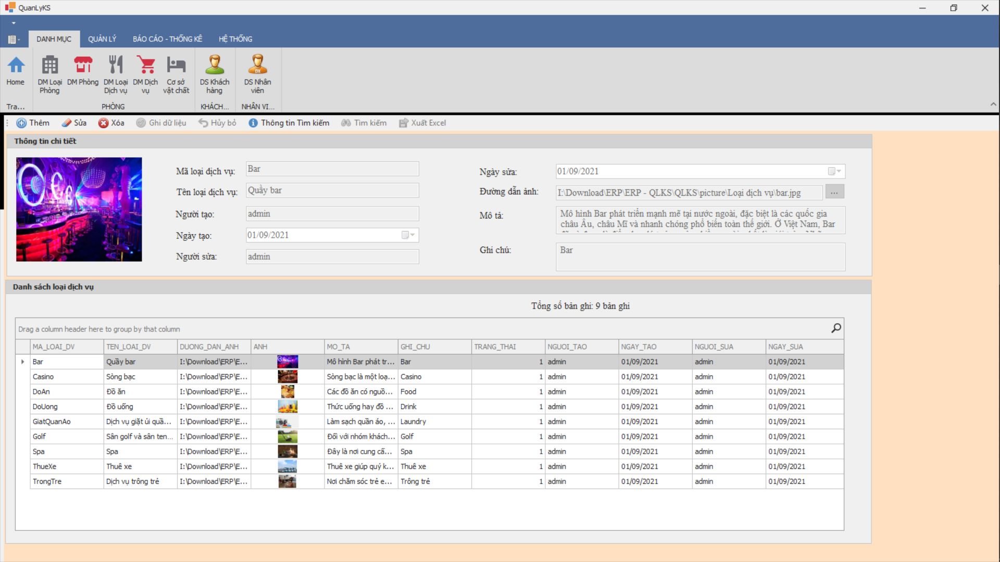 QuanLyKS
DANH MỤC QUẢN LÝ BÁO CÁO - THỐNG KÊ HỆ THỐNG
Home
DM Loại Phòng
DM Phòng
DM Loại Dịch vụ
DM Dịch vụ
Cơ sở vật chất
DS Khách hàng
DS Nhân viên
Tra... PHÒNG KHÁCH... NHÂN VI...
Thêm Sửa Xóa Ghi dữ liệu Hủy bỏ Thông tin Tìm kiếm Tìm kiếm Xuất Excel
Thông tin chi tiết
Mã loại dịch vụ: Bar
Tên loại dịch vụ: Quầy bar
Người tạo: admin
Ngày tạo: 01/09/2021
Người sửa: admin
Ngày sửa: 01/09/2021
Đường dẫn ảnh: I:\Download\ERP\ERP - QLKS\QLKS\picture\Loại dịch vụ\bar.jpg ...
Mô tả: Mô hình Bar phát triển mạnh mẽ tại nước ngoài, đặc biệt là các quốc gia
châu Âu, châu Mĩ và nhanh chóng phổ biến toàn thế giới. Ở Việt Nam, Bar
Ghi chú: Bar
Danh sách loại dịch vụ
Tổng số bản ghi: 9 bản ghi
Drag a column header here to group by that column
MA_LOAI_DV TEN_LOAI_DV DUONG_DAN_ANH ANH MO_TA GHI_CHU TRANG_THAI NGUOI_TAO NGAY_TAO NGUOI_SUA NGAY_SUA
Bar Quầy bar I:\Download\ERP\E... Mô hình Bar phát tr... Bar 1 admin 01/09/2021 admin 01/09/2021
Casino Sòng bạc I:\Download\ERP\E... Sòng bạc là một loạ... Casino 1 admin 01/09/2021 admin 01/09/2021
DoAn Đồ ăn I:\Download\ERP\E... Các đồ ăn có nguồ... Food 1 admin 01/09/2021 admin 01/09/2021
DoUong Đồ uống I:\Download\ERP\E... Thức uống hay đồ ... Drink 1 admin 01/09/2021 admin 01/09/2021
GiatQuanAo Dịch vụ giặt ủi quầ... I:\Download\ERP\E... Làm sạch quần áo, ... Laundry 1 admin 01/09/2021 admin 01/09/2021
Golf Sân golf và sân ten... I:\Download\ERP\E... Đối với nhóm khách... Golf 1 admin 01/09/2021 admin 01/09/2021
Spa Spa I:\Download\ERP\E... Đây là nơi cung cấ... Spa 1 admin 01/09/2021 admin 01/09/2021
ThueXe Thuê xe I:\Download\ERP\E... Thuê xe giúp quý k... Thuê xe 1 admin 01/09/2021 admin 01/09/2021
TrongTre Dịch vụ trông trẻ I:\Download\ERP\E... Nơi chăm sóc trẻ e... Trông trẻ 1 admin 01/09/2021 admin 01/09/2021